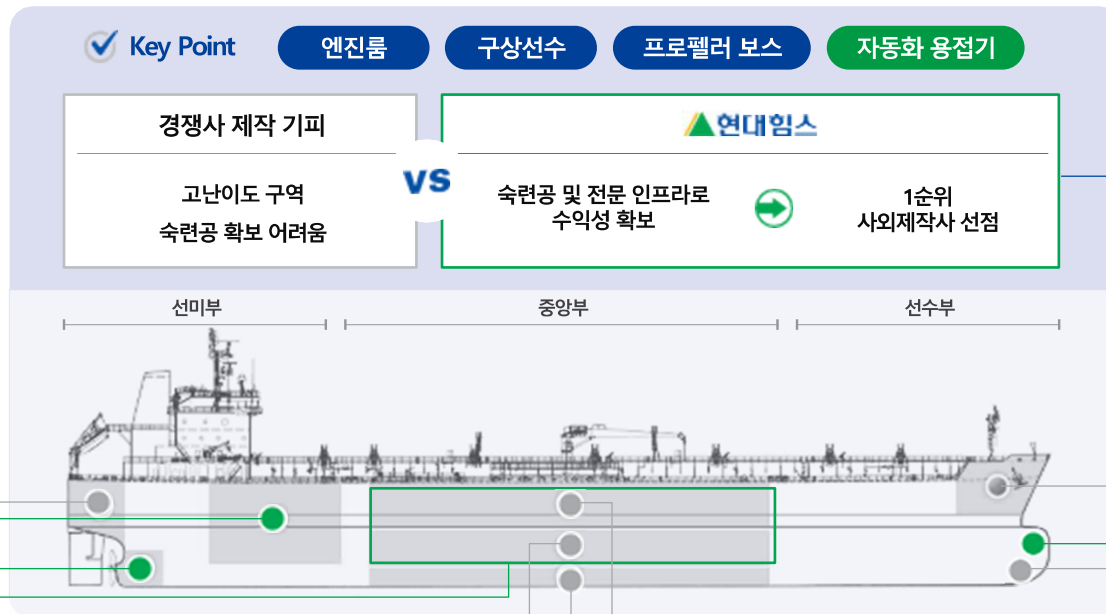 Key Point
엔진룸
구상선수
프로펠러 보스
자동화 용접기
경쟁사 제작 기피
고난이도 구역
숙련공 확보 어려움
VS
현대힘스
숙련공 및 전문 인프라로
수익성 확보
1순위
사외제작사 선점
선미부
중앙부
선수부